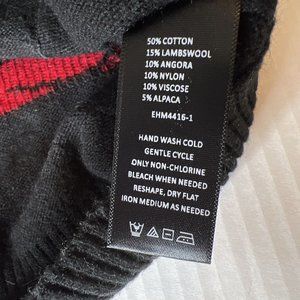 50% COTTON
15% LAMBSWOOL
10% ANGORA
10% NYLON
10% VISCOSE
5% ALPACA
EHM4416-1
HAND WASH COLD
GENTLE CYCLE
ONLY NON-CHLORINE
BLEACH WHEN NEEDED
RESHAPE, DRY FLAT
IRON MEDIUM AS NEEDED